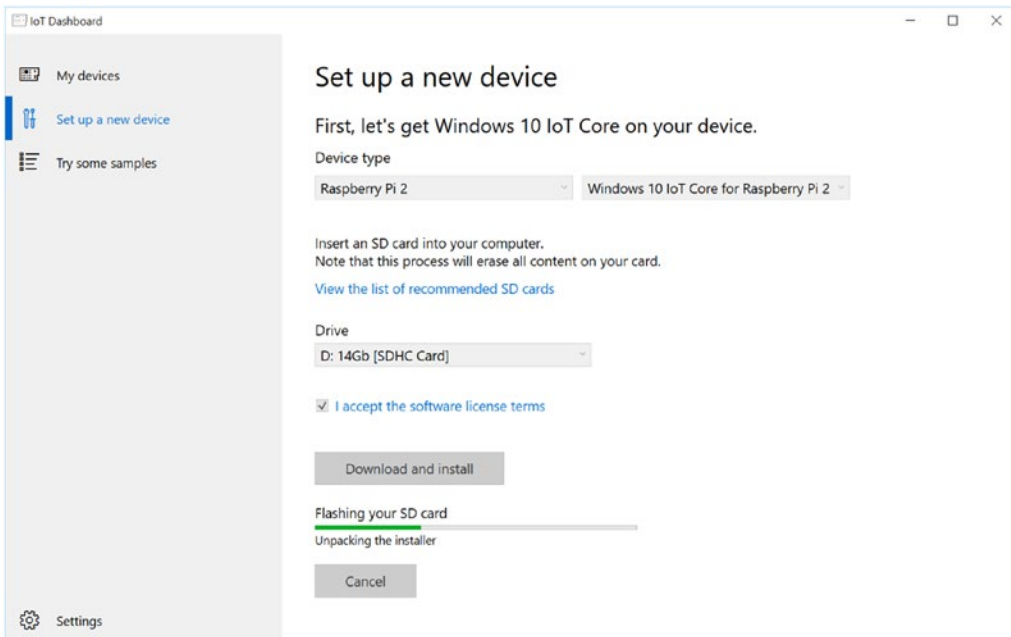 IoT Dashboard
My devices
Set up a new device
Try some samples
Settings
Set up a new device
First, let's get Windows 10 IoT Core on your device.
Device type
Raspberry Pi 2 Windows 10 IoT Core for Raspberry Pi 2
Insert an SD card into your computer.
Note that this process will erase all content on your card.
View the list of recommended SD cards
Drive
D: 14Gb [SDHC Card]
I accept the software license terms
Download and install
Flashing your SD card
Unpacking the installer
Cancel